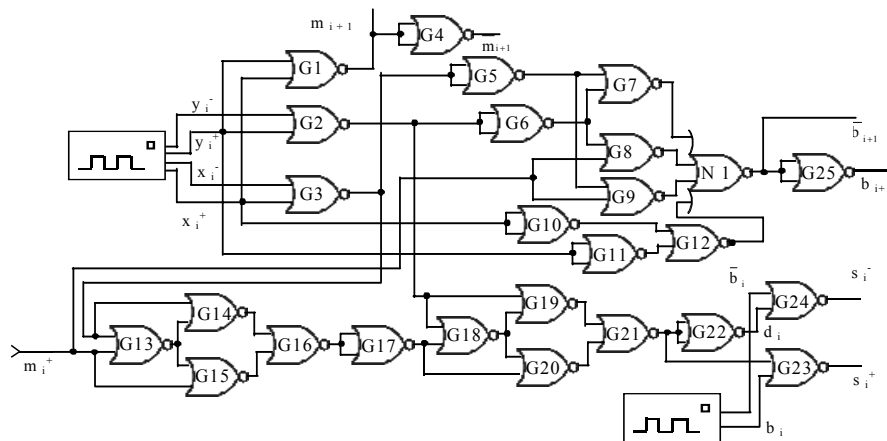 m i+1
G4
m̅ i+1
G1
G5
G7
y i -
G2
G6
b̅ i+1
y i +
G8
x i -
N 1
G25
G3
G9
b i+
x i +
G10
G12
G11
b̅ i
s i -
G19
G24
G14
G13
G16
G17
G18
G21
G22
d i
m i +
G15
G20
G23
s i +
b i